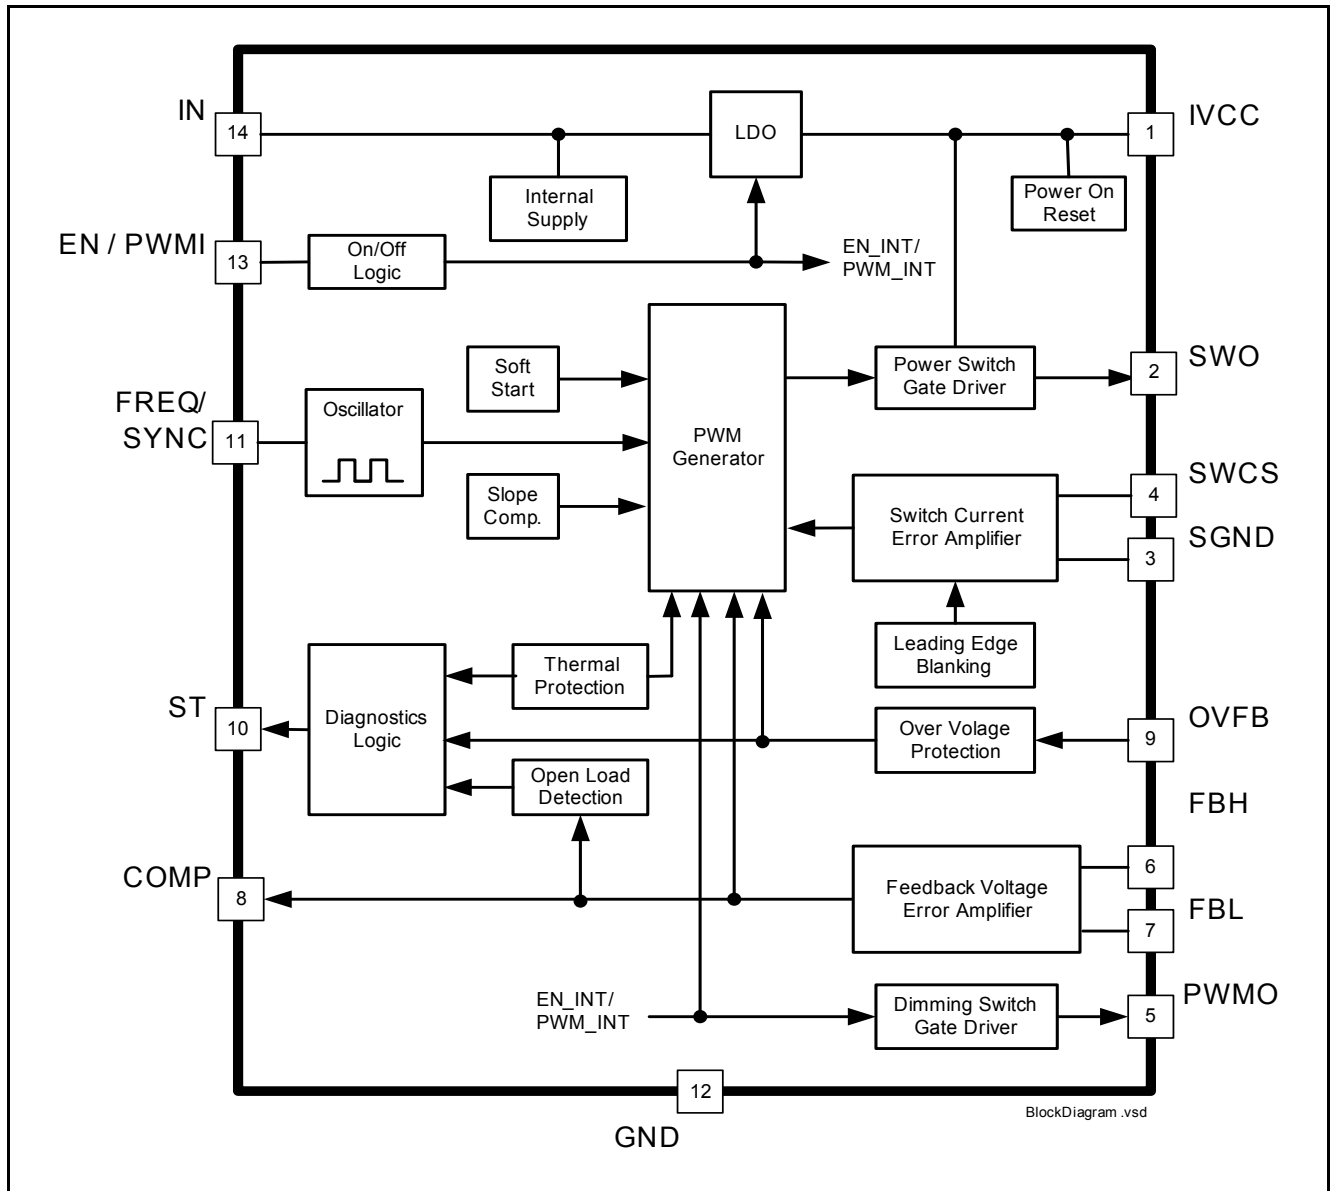 IN
14
LDO
1
IVCC
Internal
Supply
Power On
Reset
EN / PWMI
13
On/Off
Logic
EN_INT/
PWM_INT
Soft
Start
Power Switch
Gate Driver
2
SWO
FREQ/
SYNC
11
Oscillator
PWM
Generator
Slope
Comp.
Switch Current
Error Amplifier
4
SWCS
3
SGND
Leading Edge
Blanking
Thermal
Protection
ST
10
Diagnostics
Logic
Over Volage
Protection
9
OVFB
Open Load
Detection
FBH
COMP
8
Feedback Voltage
Error Amplifier
6
FBL
7
EN_INT/
PWM_INT
Dimming Switch
Gate Driver
5
PWMO
12
GND
BlockDiagram .vsd